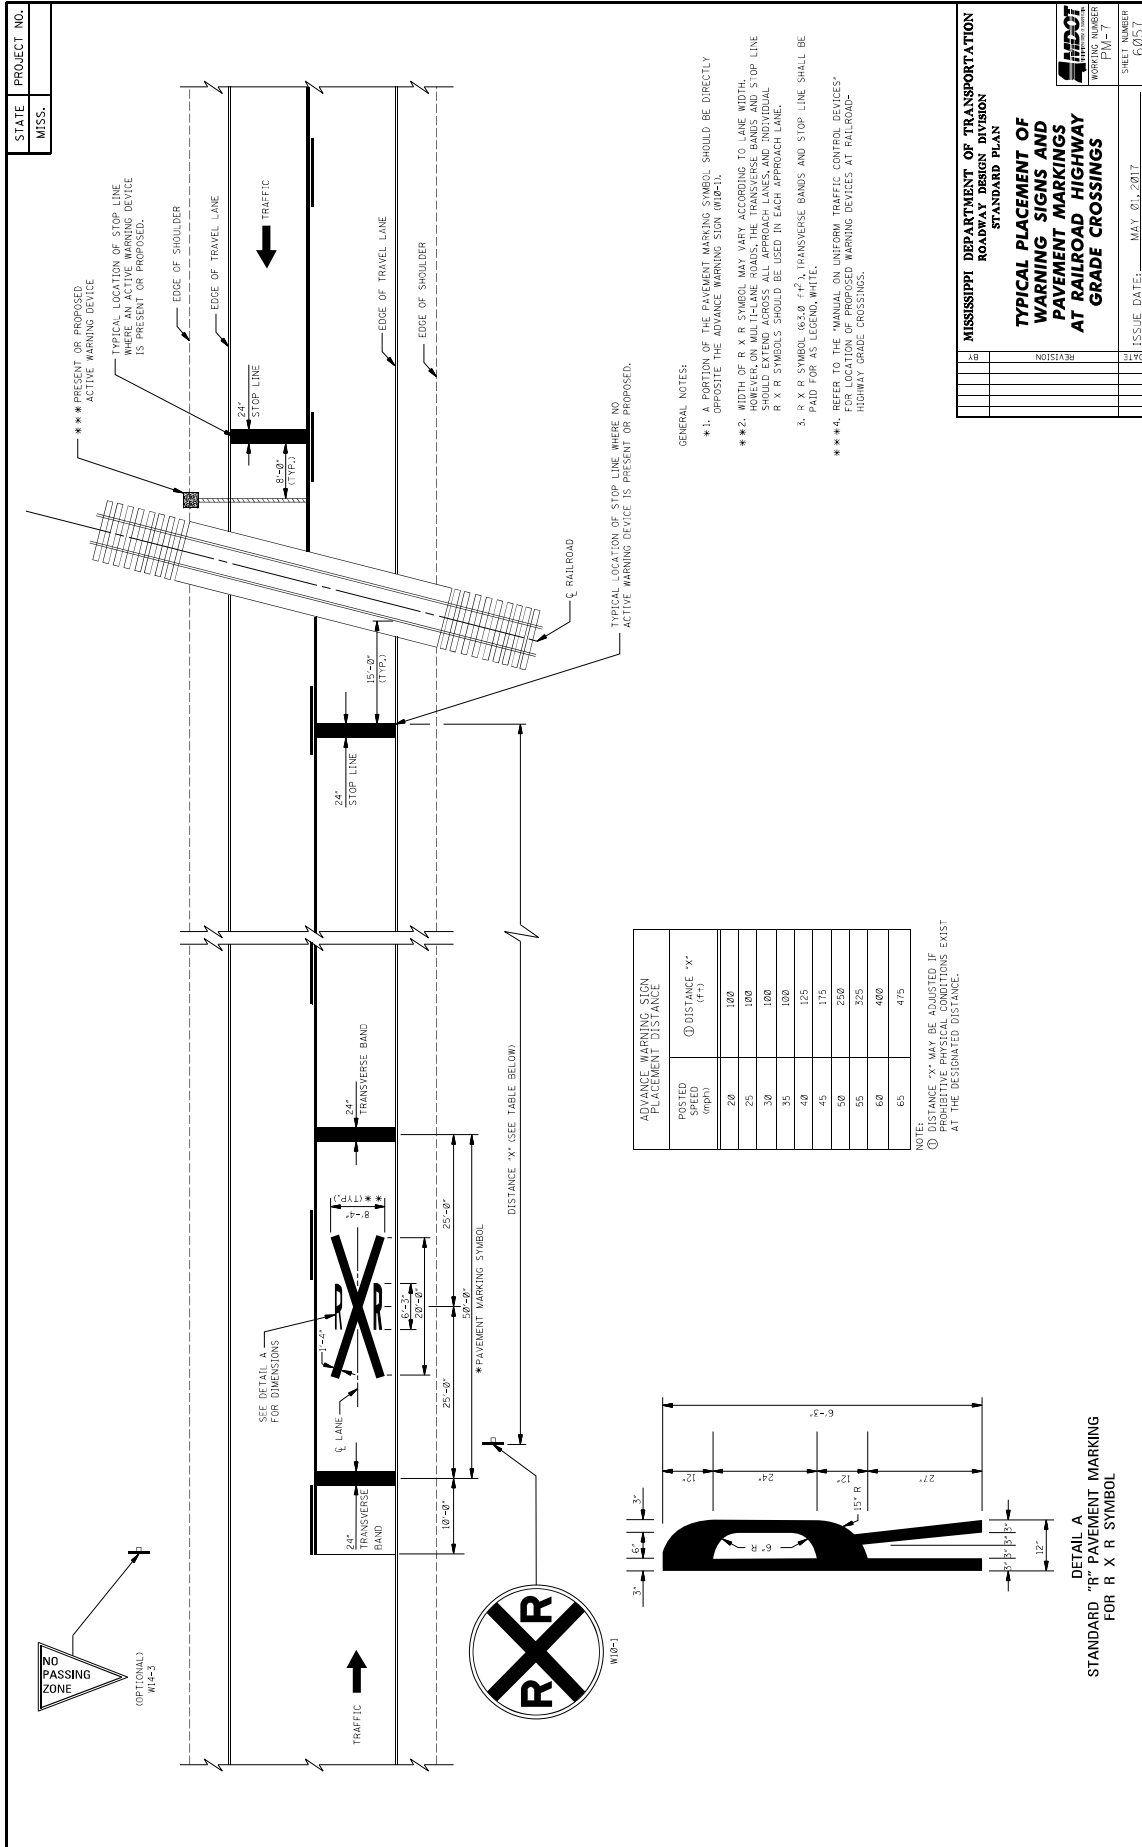 STATE PROJECT NO.
MISS.
NO
PASSING
ZONE
(OPTIONAL)
W14-3
* * * PRESENT OR PROPOSED
ACTIVE WARNING DEVICE
TYPICAL LOCATION OF STOP LINE
WHERE AN ACTIVE WARNING DEVICE
IS PRESENT OR PROPOSED.
EDGE OF SHOULDER
EDGE OF TRAVEL LANE
TRAFFIC
24"
STOP LINE
8'-0"
(TYP.)
EDGE OF TRAVEL LANE
EDGE OF SHOULDER
SEE DETAIL A
FOR DIMENSIONS
1'-4"
℄ LANE
R R
8'-4"
* * (TYP.)
24"
TRANSVERSE BAND
24"
TRANSVERSE
BAND
24"
STOP LINE
15'-0"
(TYP.)
℄ RAILROAD
TRAFFIC
6'-3"
20'-0"
10'-0"
25'-0"
25'-0"
50'-0"
* PAVEMENT MARKING SYMBOL
DISTANCE "X" (SEE TABLE BELOW)
TYPICAL LOCATION OF STOP LINE WHERE NO
ACTIVE WARNING DEVICE IS PRESENT OR PROPOSED.
R R
W10-1
3" 6" 3"
12"
24"
12"
27"
6'-3"
6" R
15" R
3" 3" 3" 3"
12"
DETAIL A
STANDARD "R" PAVEMENT MARKING
FOR R X R SYMBOL
ADVANCE WARNING SIGN
PLACEMENT DISTANCE
POSTED
SPEED
(mph)
① DISTANCE "X"
(ft)
20 100
25 100
30 100
35 100
40 125
45 175
50 250
55 325
60 400
65 475
NOTE:
① DISTANCE "X" MAY BE ADJUSTED IF
PROHIBITIVE PHYSICAL CONDITIONS EXIST
AT THE DESIGNATED DISTANCE.
GENERAL NOTES:
* 1. A PORTION OF THE PAVEMENT MARKING SYMBOL SHOULD BE DIRECTLY
OPPOSITE THE ADVANCE WARNING SIGN (W10-1).
* * 2. WIDTH OF R X R SYMBOL MAY VARY ACCORDING TO LANE WIDTH.
HOWEVER, ON MULTI-LANE ROADS, THE TRANSVERSE BANDS AND STOP LINE
SHOULD EXTEND ACROSS ALL APPROACH LANES, AND INDIVIDUAL
R X R SYMBOLS SHOULD BE USED IN EACH APPROACH LANE.
3. R X R SYMBOL (63.0 ft²), TRANSVERSE BANDS AND STOP LINE SHALL BE
PAID FOR AS LEGEND, WHITE.
* * * 4. REFER TO THE "MANUAL ON UNIFORM TRAFFIC CONTROL DEVICES"
FOR LOCATION OF PROPOSED WARNING DEVICES AT RAILROAD-
HIGHWAY GRADE CROSSINGS.
BY
REVISION
DATE
MISSISSIPPI DEPARTMENT OF TRANSPORTATION
ROADWAY DESIGN DIVISION
STANDARD PLAN
TYPICAL PLACEMENT OF
WARNING SIGNS AND
PAVEMENT MARKINGS
AT RAILROAD HIGHWAY
GRADE CROSSINGS
MDOT
WORKING NUMBER
PM-7
SHEET NUMBER
6057
ISSUE DATE: MAY 01, 2017